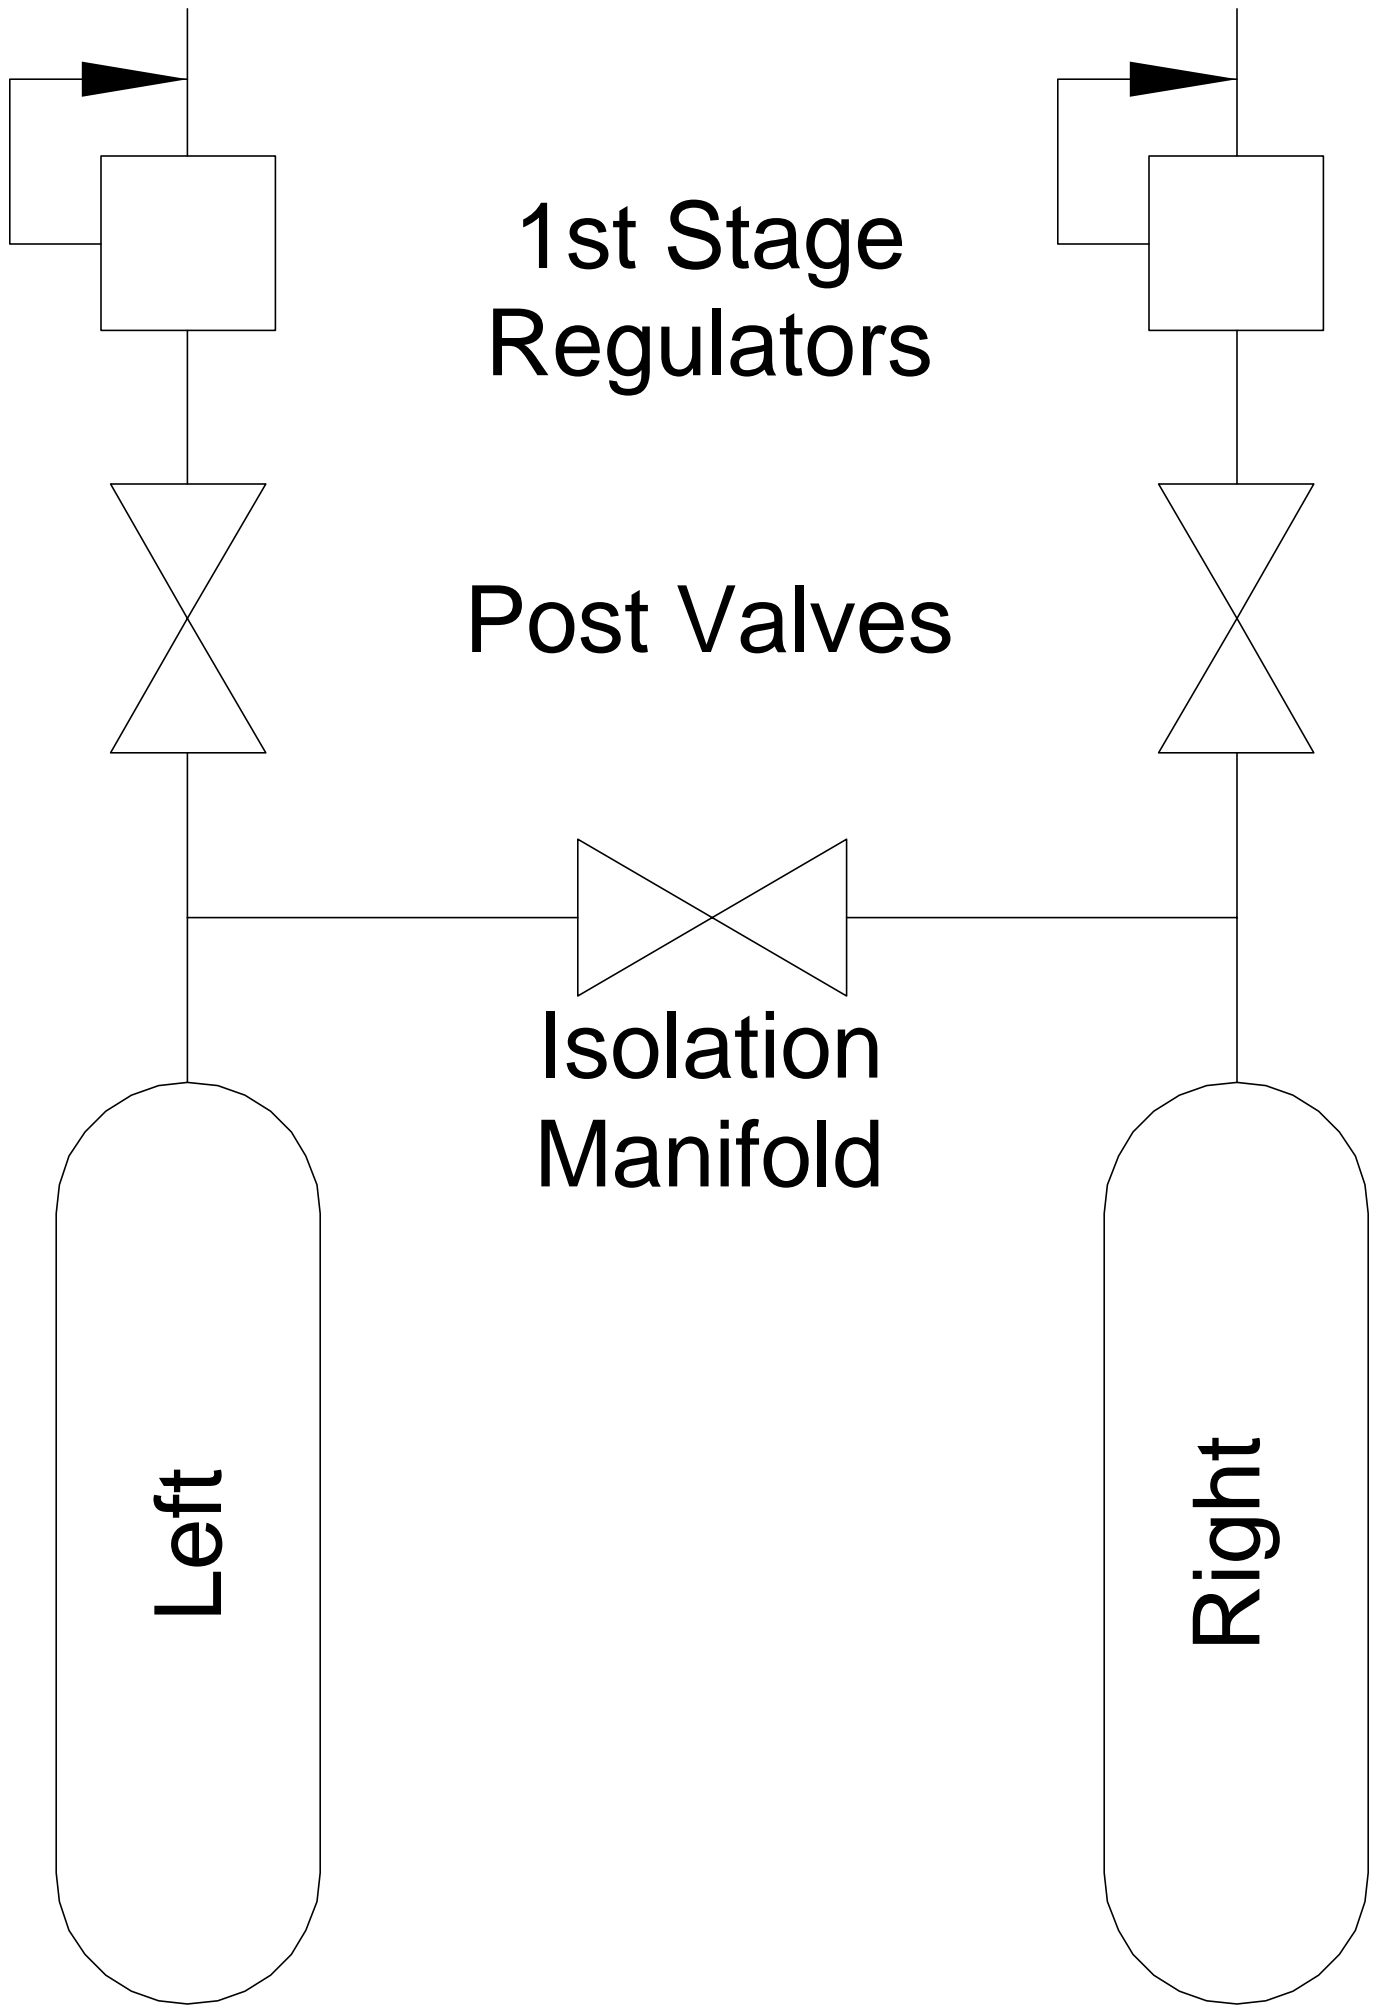 1st Stage
Regulators
Post Valves
Isolation
Manifold
Left
Right